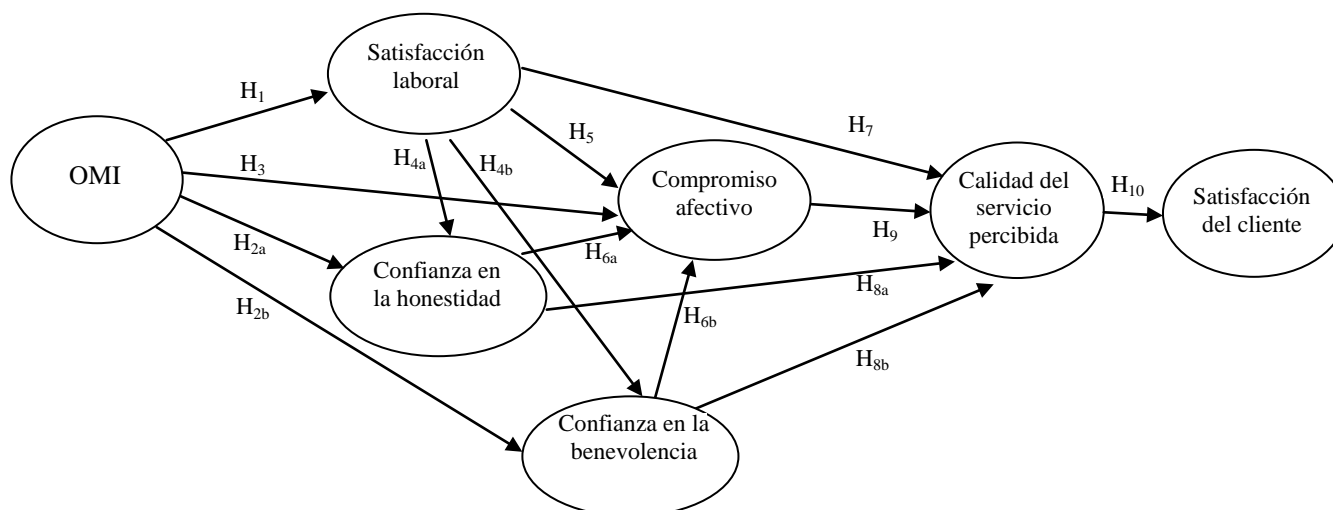 Satisfacción
laboral
H1
H7
H5
OMI
H3
H4a
H4b
Compromiso
afectivo
Calidad del
servicio
percibida
H10
Satisfacción
del cliente
H9
H2a
H6a
Confianza en
la honestidad
H8a
H2b
H6b
H8b
Confianza en la
benevolencia